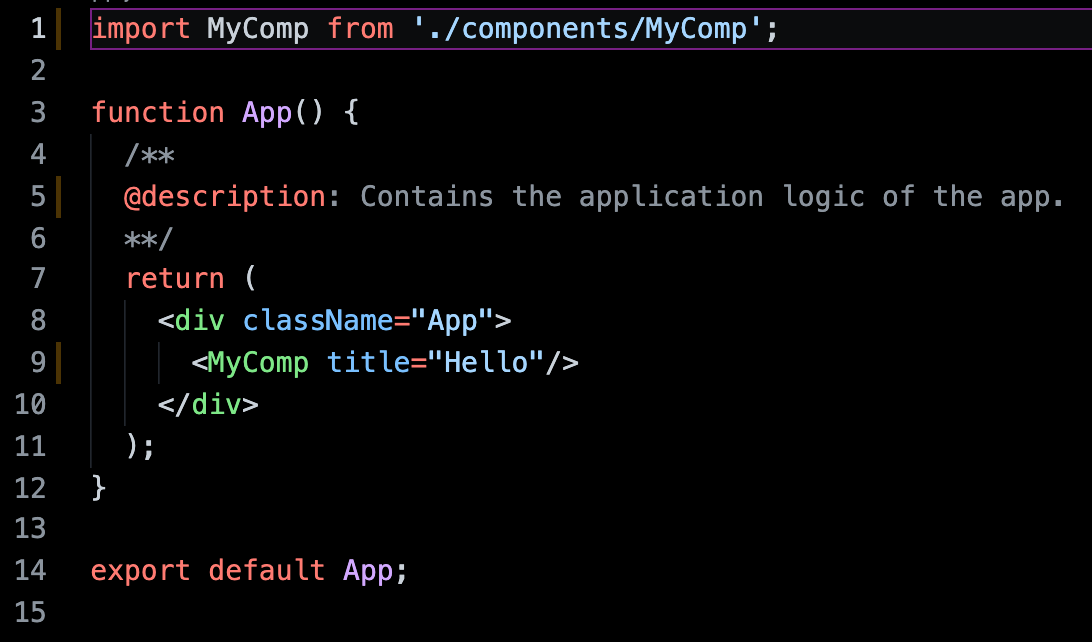 1 import MyComp from './components/MyComp';
2
3 function App() {
4 /**
5 @description: Contains the application logic of the app.
6 **/
7 return (
8 <div className="App">
9 <MyComp title="Hello"/>
10 </div>
11 );
12 }
13
14 export default App;
15